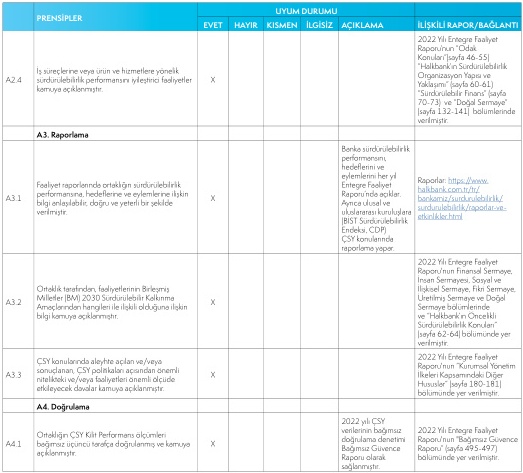 UYUM DURUMU
PRENSİPLER
EVET HAYIR KISMEN İLGİSİZ AÇIKLAMA İLİŞKİLİ RAPOR/BAĞLANTI
A2.4
İş süreçlerine veya ürün ve hizmetlere yönelik
sürdürülebilirlik performansını iyileştirici faaliyetler
kamuya açıklanmıştır.
X
2022 Yılı Entegre Faaliyet
Raporu'nun "Odak
Konuları"(sayfa 46-55)
"Halkbank'ın Sürdürülebilirlik
Organizasyon Yapısı ve
Yaklaşımı" (sayfa 60-61)
"Sürdürülebilir Finans" (sayfa
70-73) ve "Doğal Sermaye"
(sayfa 132-141) bölümlerinde
verilmiştir.
A3. Raporlama
A3.1
Faaliyet raporlarında ortaklığın sürdürülebilirlik
performansına, hedeflerine ve eylemlerine ilişkin
bilgi anlaşılabilir, doğru ve yeterli bir şekilde
verilmiştir.
X
Banka sürdürülebilirlik
performansını,
hedeflerini ve
eylemlerini her yıl
Entegre Faaliyet
Raporu'nda açıklar.
Ayrıca ulusal ve
uluslararası kuruluşlara
(BIST Sürdürülebilirlik
Endeksi, CDP)
ÇSY konularında
raporlama yapar.
Raporlar: https://www.
halkbank.com.tr/tr/
bankamiz/surdurulebilirlik/
surdurulebilirlik/raporlar-ve-
etkinlikler.html
A3.2
Ortaklık tarafından, faaliyetlerinin Birleşmiş
Milletler (BM) 2030 Sürdürülebilir Kalkınma
Amaçlarından hangileri ile ilişkili olduğuna ilişkin
bilgi kamuya açıklanmıştır.
X
2022 Yılı Entegre Faaliyet
Raporu'nun Finansal Sermaye,
İnsan Sermayesi, Sosyal ve
İlişkisel Sermaye, Fikri Sermaye,
Üretilmiş Sermaye ve Doğal
Sermaye bölümlerinde
ve "Halkbank'ın Öncelikli
Sürdürülebilirlik Konuları"
(sayfa 62-64) bölümünde yer
verilmiştir.
A3.3
ÇSY konularında aleyhte açılan ve/veya
sonuçlanan, ÇSY politikaları açısından önemli
nitelikteki ve/veya faaliyetleri önemli ölçüde
etkileyecek davalar kamuya açıklanmıştır.
X
2022 Yılı Entegre Faaliyet
Raporu'nun "Kurumsal Yönetim
İlkeleri Kapsamındaki Diğer
Hususlar" (sayfa 180-181)
bölümünde yer verilmiştir.
A4. Doğrulama
A4.1
Ortaklığın ÇSY Kilit Performans ölçümleri
bağımsız üçüncü tarafça doğrulanmış ve kamuya
açıklanmıştır.
X
2022 yılı ÇSY
verilerinin bağımsız
doğrulama denetimi
Bağımsız Güvence
Raporu olarak
sağlanmıştır.
2022 Yılı Entegre Faaliyet
Raporu'nun "Bağımsız Güvence
Raporu" (sayfa 495-497)
bölümünde yer verilmiştir.